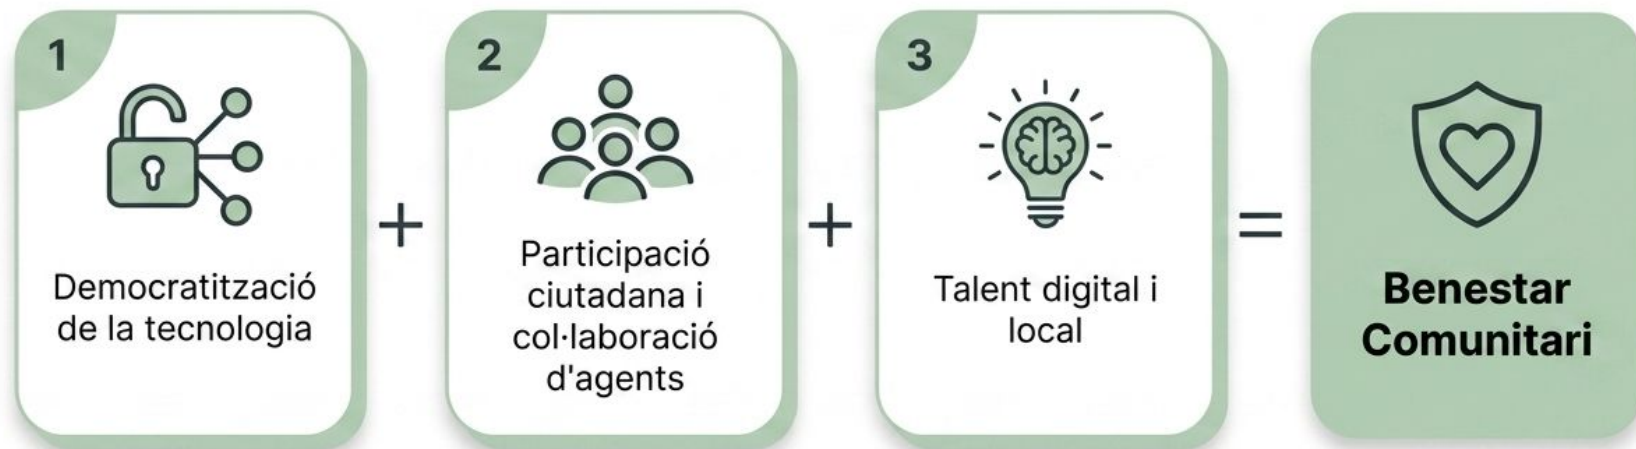 1
Democratització
de la tecnologia
+
2
Participació
ciutadana i
col·laboració
d'agents
+
3
Talent digital i
local
=
Benestar
Comunitari